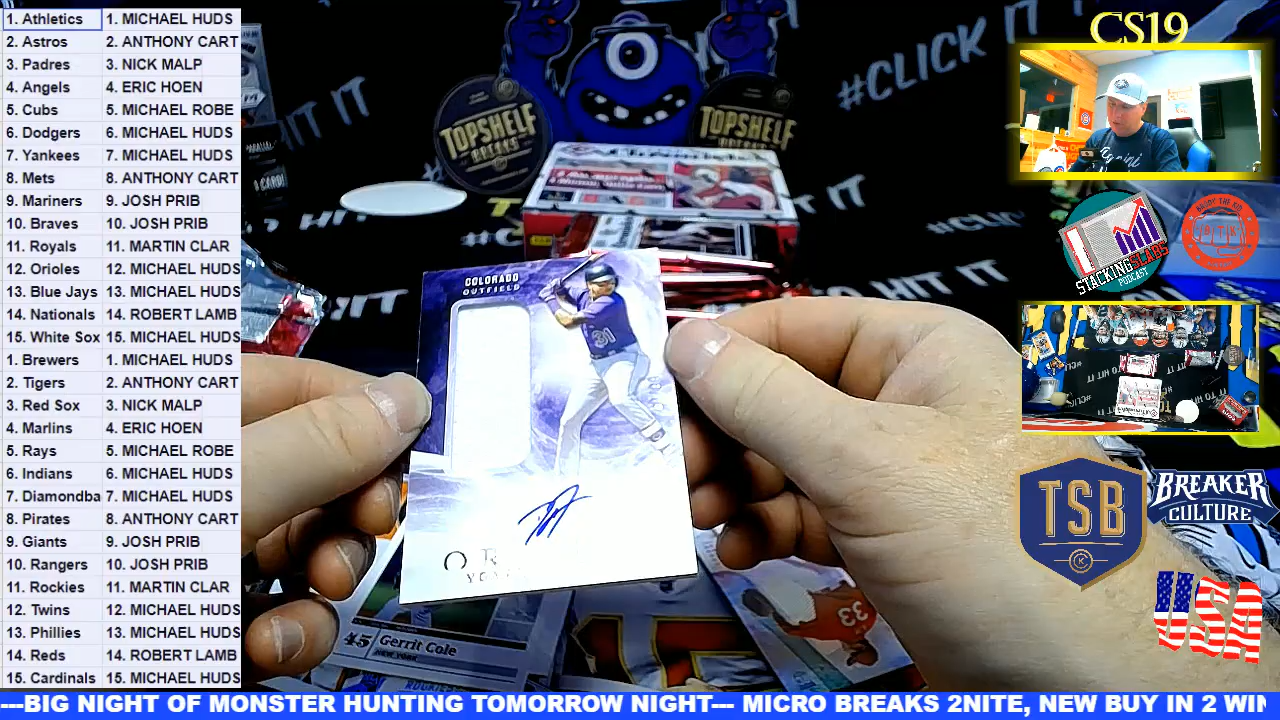 1. Athletics 1. MICHAEL HUDS
2. Astros 2. ANTHONY CART
3. Padres 3. NICK MALP
4. Angels 4. ERIC HOEN
5. Cubs 5. MICHAEL ROBE
6. Dodgers 6. MICHAEL HUDS
7. Yankees 7. MICHAEL HUDS
8. Mets 8. ANTHONY CART
9. Mariners 9. JOSH PRIB
10. Braves 10. JOSH PRIB
11. Royals 11. MARTIN CLAR
12. Orioles 12. MICHAEL HUDS
13. Blue Jays 13. MICHAEL HUDS
14. Nationals 14. ROBERT LAMB
15. White Sox 15. MICHAEL HUDS
1. Brewers 1. MICHAEL HUDS
2. Tigers 2. ANTHONY CART
3. Red Sox 3. NICK MALP
4. Marlins 4. ERIC HOEN
5. Rays 5. MICHAEL ROBE
6. Indians 6. MICHAEL HUDS
7. Diamondba 7. MICHAEL HUDS
8. Pirates 8. ANTHONY CART
9. Giants 9. JOSH PRIB
10. Rangers 10. JOSH PRIB
11. Rockies 11. MARTIN CLAR
12. Twins 12. MICHAEL HUDS
13. Phillies 13. MICHAEL HUDS
14. Reds 14. ROBERT LAMB
15. Cardinals 15. MICHAEL HUDS
CS19
#CLICK IT
TO HIT IT
TOPSHELF
BREAKS
TOPSHELF
BREAKS
COLORADO
OUTFIELD
31
45 Gerrit Cole
NEW YORK
33
STACKING SLABS
PODCAST
BTK
TSB
BREAKER
CULTURE
USA
---BIG NIGHT OF MONSTER HUNTING TOMORROW NIGHT--- MICRO BREAKS 2NITE, NEW BUY IN 2 WIN